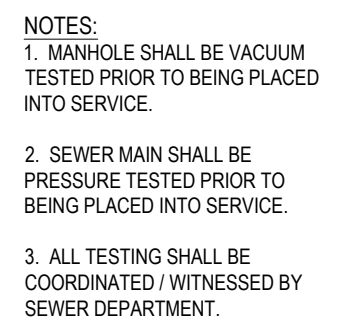 NOTES:
1. MANHOLE SHALL BE VACUUM
TESTED PRIOR TO BEING PLACED
INTO SERVICE.
2. SEWER MAIN SHALL BE
PRESSURE TESTED PRIOR TO
BEING PLACED INTO SERVICE.
3. ALL TESTING SHALL BE
COORDINATED / WITNESSED BY
SEWER DEPARTMENT.